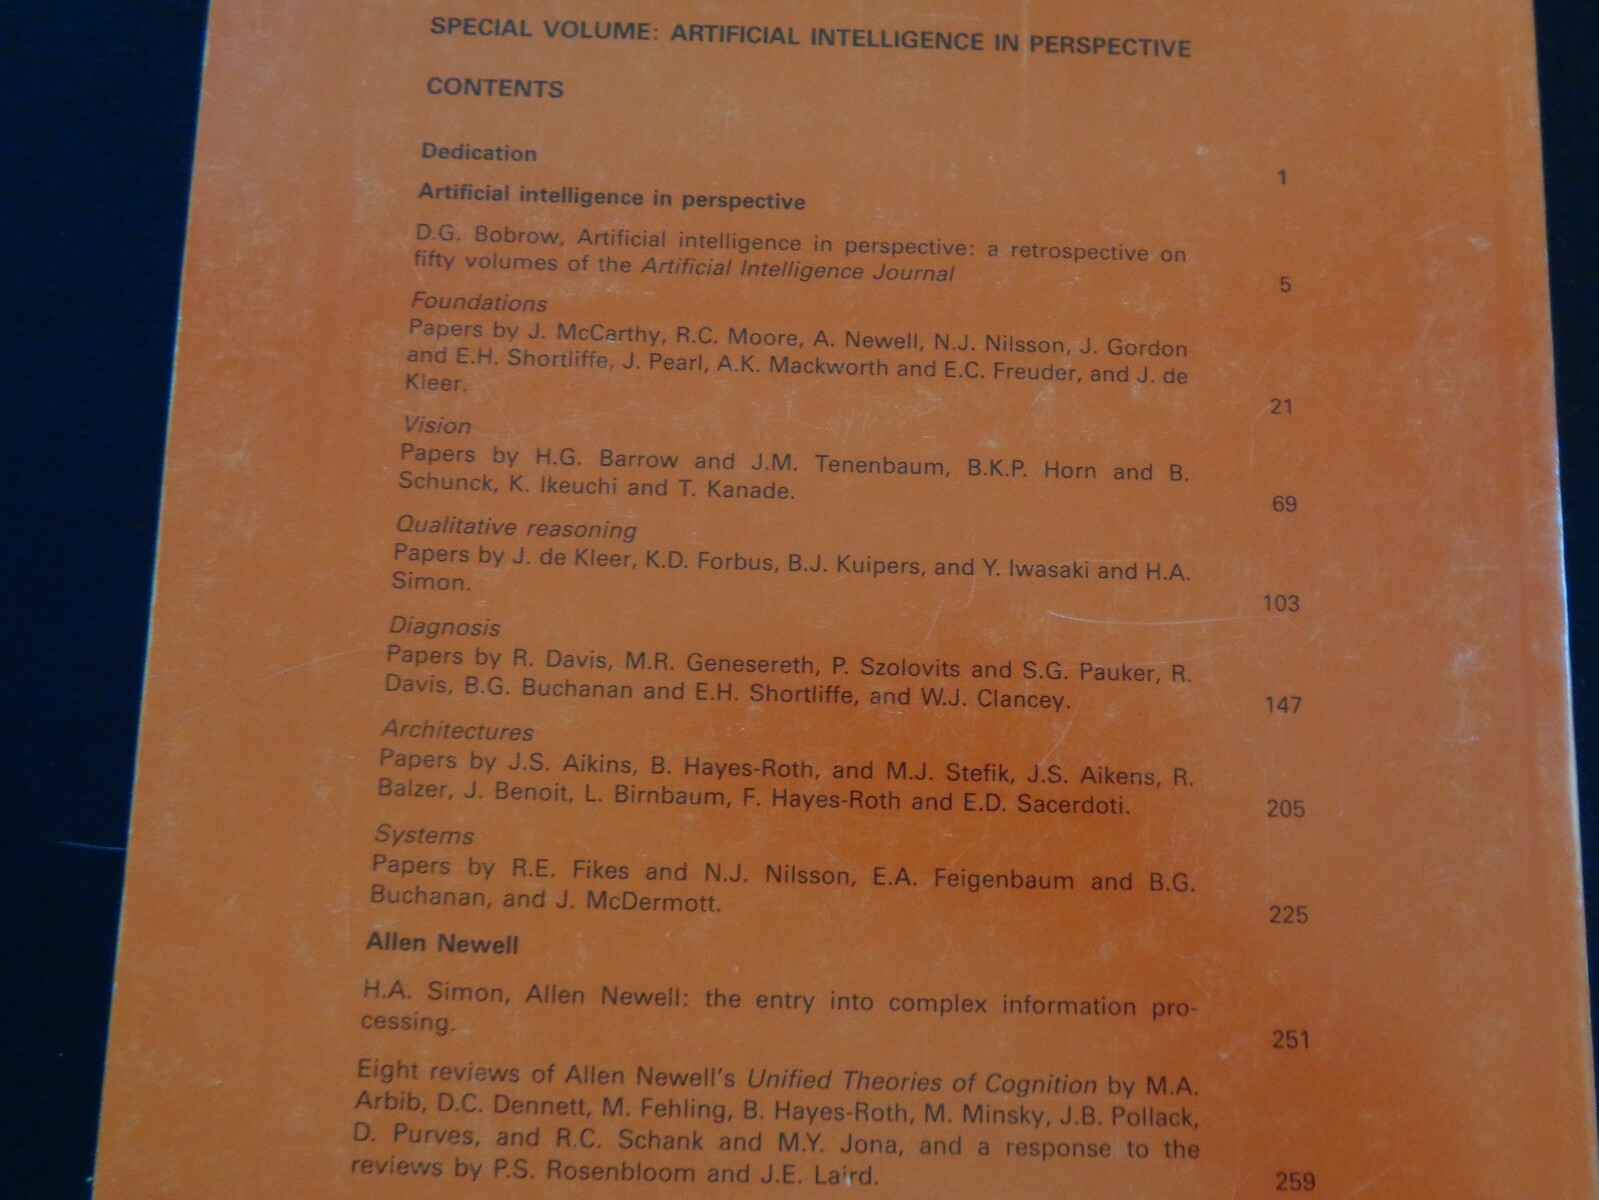 SPECIAL VOLUME: ARTIFICIAL INTELLIGENCE IN PERSPECTIVE
CONTENTS
Dedication 1
Artificial intelligence in perspective
D.G. Bobrow, Artificial intelligence in perspective: a retrospective on
fifty volumes of the Artificial Intelligence Journal 5
Foundations
Papers by J. McCarthy, R.C. Moore, A. Newell, N.J. Nilsson, J. Gordon
and E.H. Shortliffe, J. Pearl, A.K. Mackworth and E.C. Freuder, and J. de
Kleer. 21
Vision
Papers by H.G. Barrow and J.M. Tenenbaum, B.K.P. Horn and B.
Schunck, K. Ikeuchi and T. Kanade. 69
Qualitative reasoning
Papers by J. de Kleer, K.D. Forbus, B.J. Kuipers, and Y. Iwasaki and H.A.
Simon. 103
Diagnosis
Papers by R. Davis, M.R. Genesereth, P. Szolovits and S.G. Pauker, R.
Davis, B.G. Buchanan and E.H. Shortliffe, and W.J. Clancey. 147
Architectures
Papers by J.S. Aikins, B. Hayes-Roth, and M.J. Stefik, J.S. Aikens, R.
Balzer, J. Benoit, L. Birnbaum, F. Hayes-Roth and E.D. Sacerdoti. 205
Systems
Papers by R.E. Fikes and N.J. Nilsson, E.A. Feigenbaum and B.G.
Buchanan, and J. McDermott. 225
Allen Newell
H.A. Simon, Allen Newell: the entry into complex information pro-
cessing. 251
Eight reviews of Allen Newell's Unified Theories of Cognition by M.A.
Arbib, D.C. Dennett, M. Fehling, B. Hayes-Roth, M. Minsky, J.B. Pollack,
D. Purves, and R.C. Schank and M.Y. Jona, and a response to the
reviews by P.S. Rosenbloom and J.E. Laird. 259